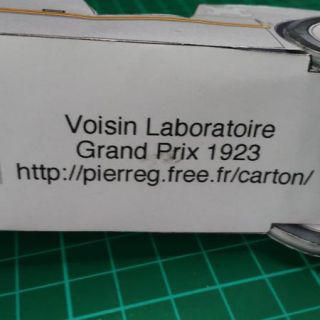 Voisin Laboratoire
Grand Prix 1923
http://pierreg.free.fr/carton/